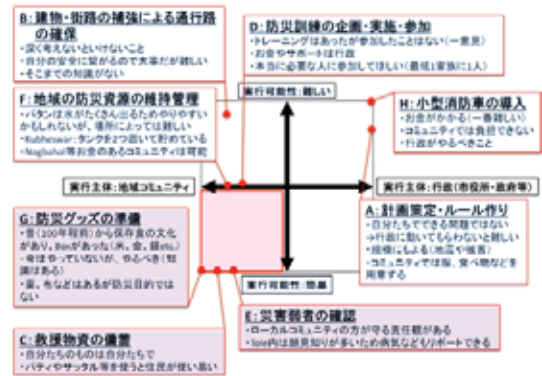 B:建物・街路の補強による通行路
の確保
・深く考えないといけないこと
・自分の安全に繋がるので大事だが難しい
・そこまでの知識がない
D:防災訓練の企画・実施・参加
・トレーニングはあったが参加したことはない(一意見)
・お金やサポートは行政
・本当に必要な人に参加してほしい(最低1家族に1人)
F:地域の防災資源の維持管理
・パタンは水がたくさん出るためやりやすい
かもしれないが、場所によっては難しい
・Kubheswar:タンクを2つ置いて貯めている
・Nagbahal等お金のあるコミュニティは可能
実行可能性:難しい
H:小型消防車の導入
・お金がかかる(一番難しい)
・コミュニティでは負担できない
・行政がやるべきこと
実行主体:地域コミュニティ
実行主体:行政(市役所・政府等)
G:防災グッズの準備
・昔(100年程前)から保存食の文化
があり、Bonがあった(米、金、銀etc.)
・今はやっていないが、やるべき(知
識はある)
・薬、布などはあるが防災目的では
ない
A:計画策定・ルール作り
・自分たちでできる問題ではない
→行政に動いてもらわないと難しい
・規模にもよる(地震や被害)
・コミュニティでは服、食べ物などを
用意する
実行可能性:簡単
E:災害弱者の確認
・ローカルコミュニティの方が守る責任観がある
・Tole内は顔見知りが多いため病気などもリポートできる
C:救援物資の備蓄
・自分たちのものは自分たちで
・パティやサッタル等を使うと住民が使い易い